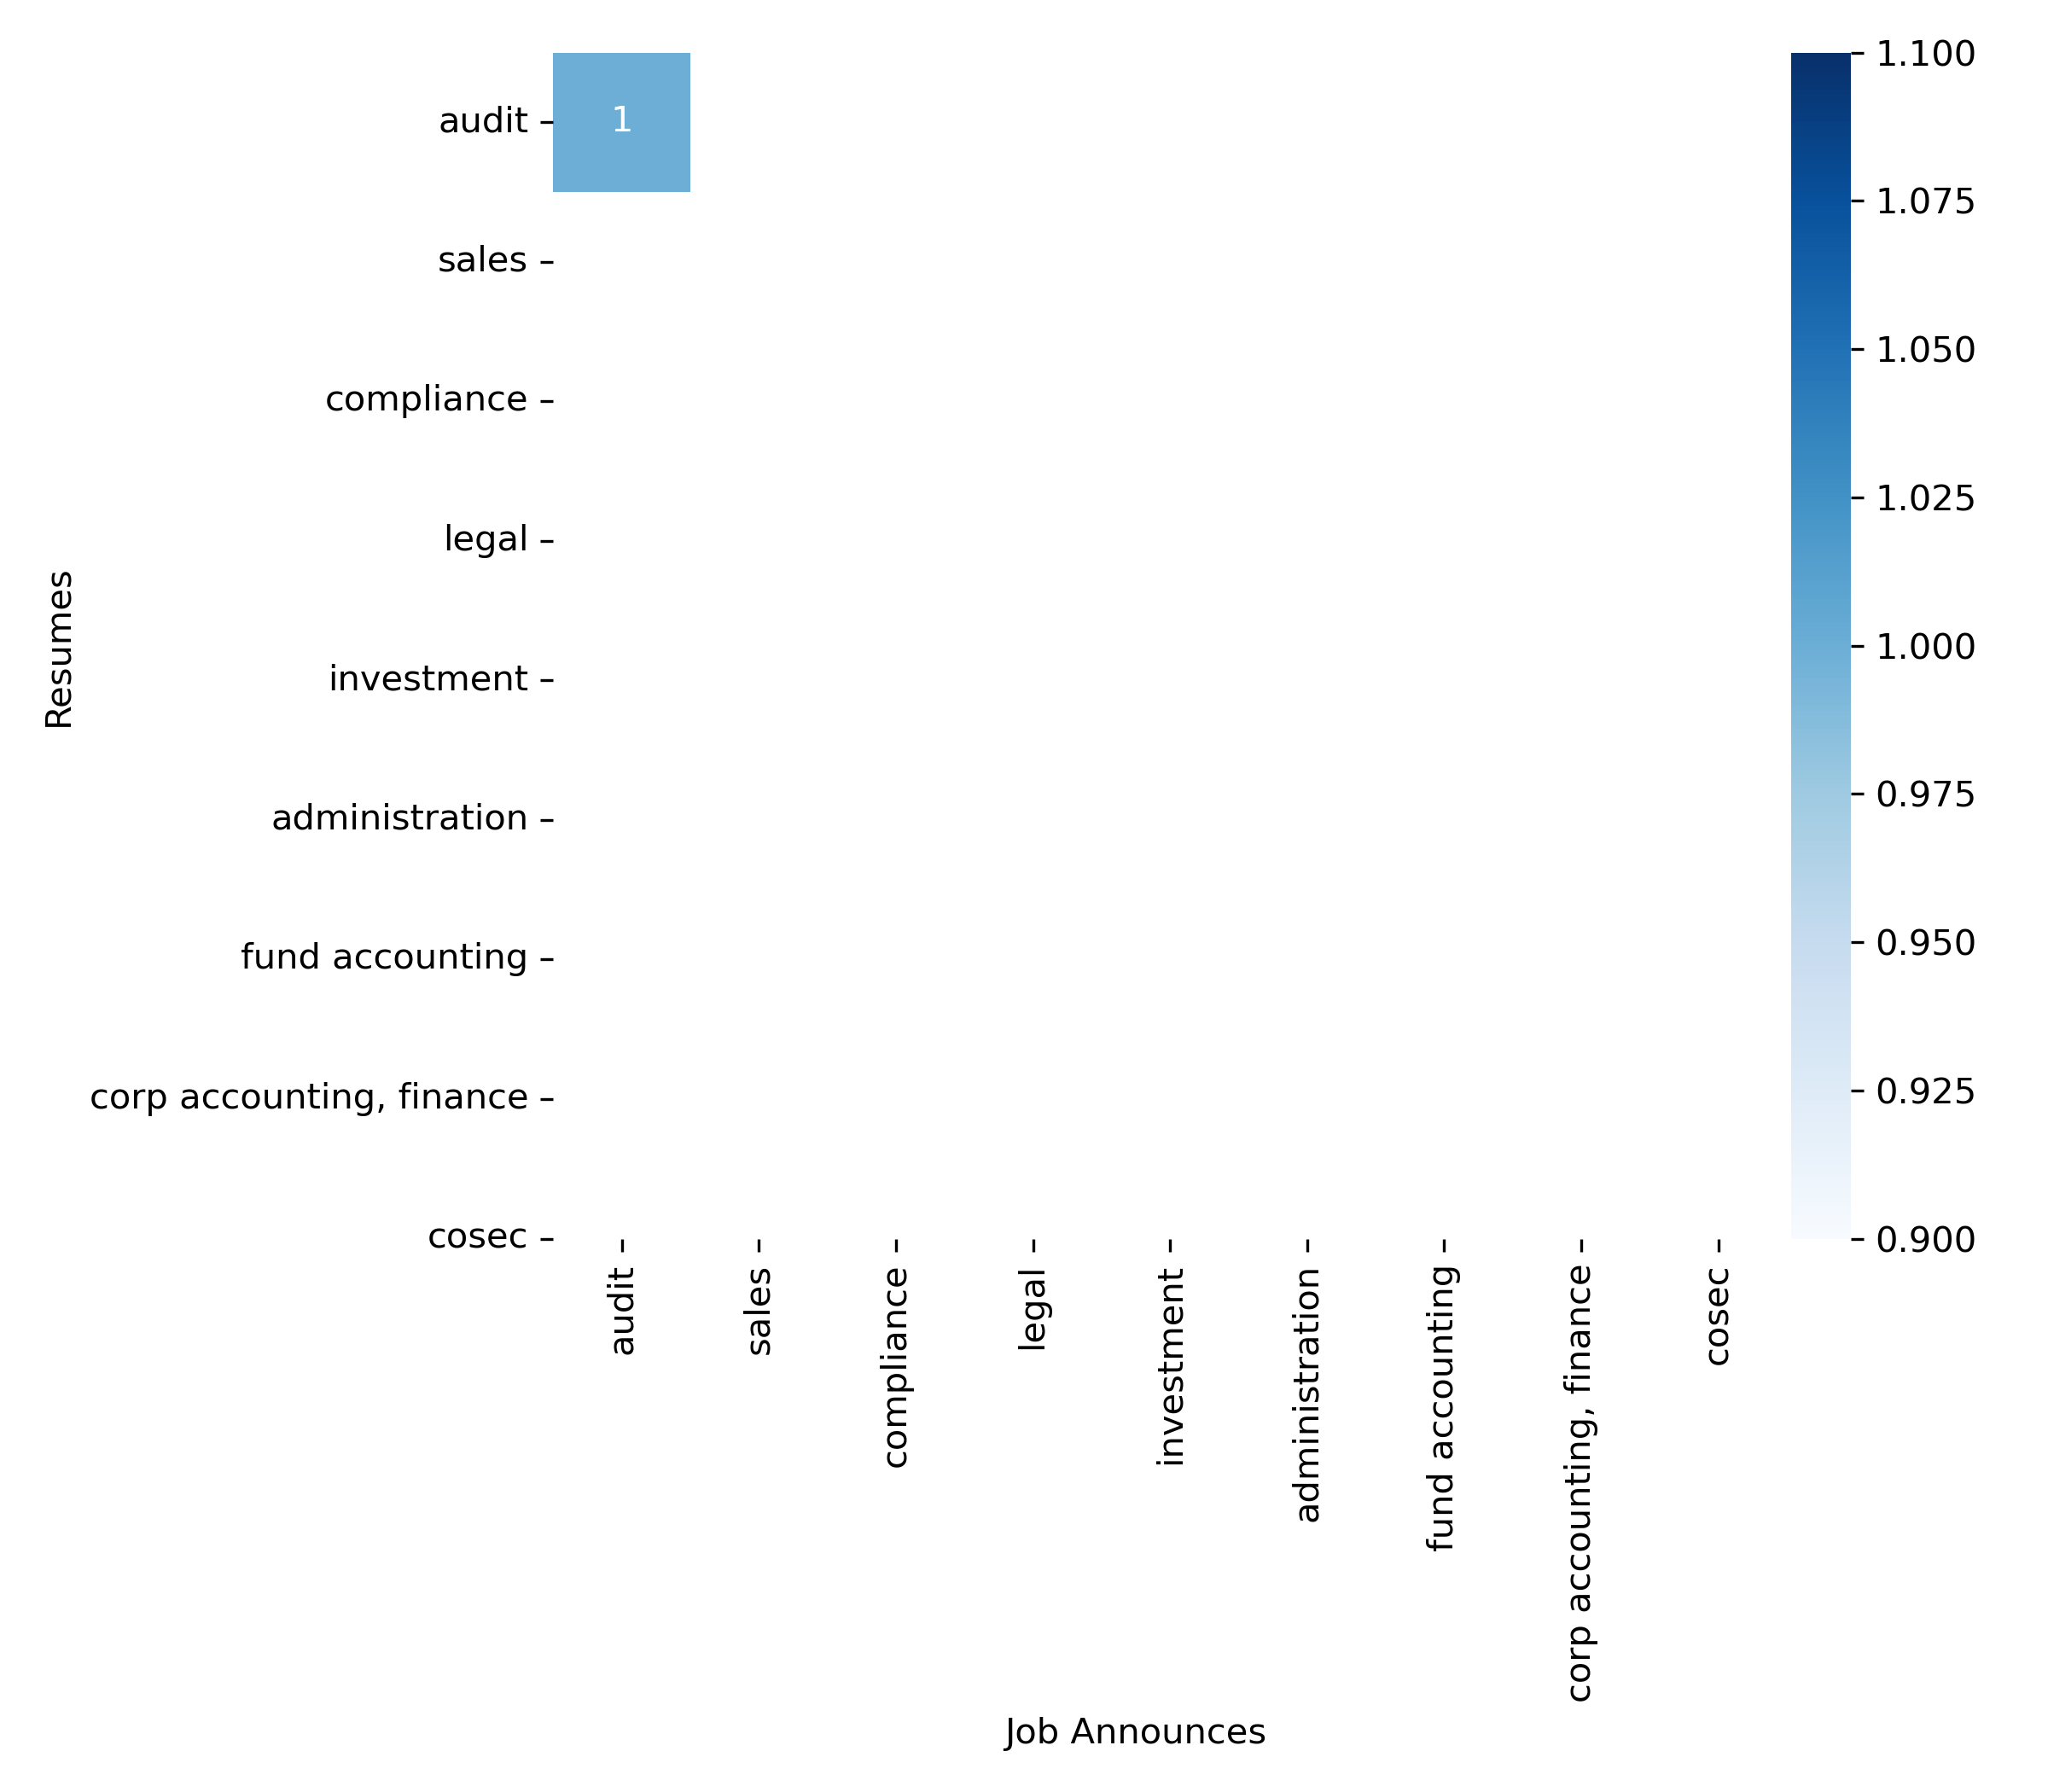 audit
sales
compliance
legal
investment
administration
fund accounting
corp accounting, finance
cosec
Resumes
1
1.100
1.075
1.050
1.025
1.000
0.975
0.950
0.925
0.900
audit
sales
compliance
legal
investment
administration
fund accounting
corp accounting, finance
cosec
Job Announces